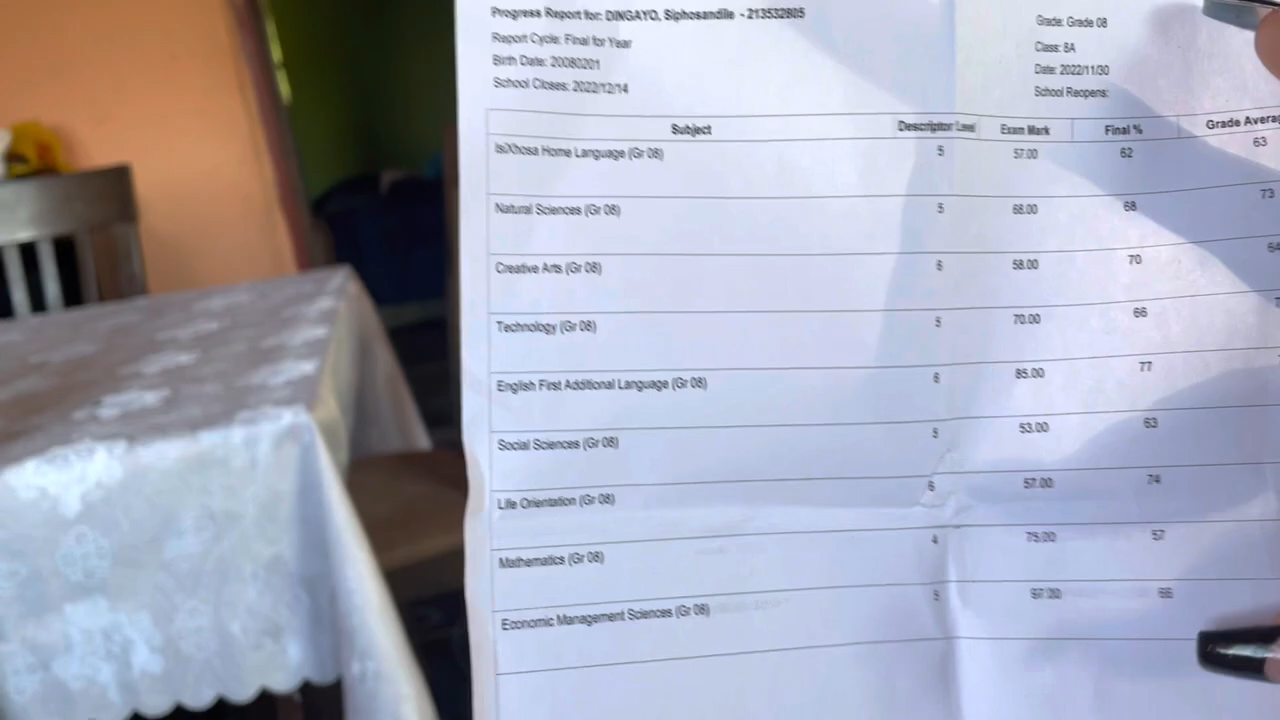 Progress Report for: DINGAYO, Siphosandile - 213532805
Grade: Grade 08
Report Cycle: Final for Year
Class: 8A
Birth Date: 20080201
Date: 2022/11/30
School Closes: 2022/12/14
School Reopens:
Subject Descriptor Level Exam Mark Final % Grade Averag
IsiXhosa Home Language (Gr 08) 5 57.00 62 63
Natural Sciences (Gr 08) 5 68.00 68 73
Creative Arts (Gr 08) 6 58.00 70 64
Technology (Gr 08) 5 70.00 66
English First Additional Language (Gr 08) 6 85.00 77
Social Sciences (Gr 08) 5 53.00 63
Life Orientation (Gr 08) 6 57.00 74
Mathematics (Gr 08) 4 75.00 57
Economic Management Sciences (Gr 08) 5 66